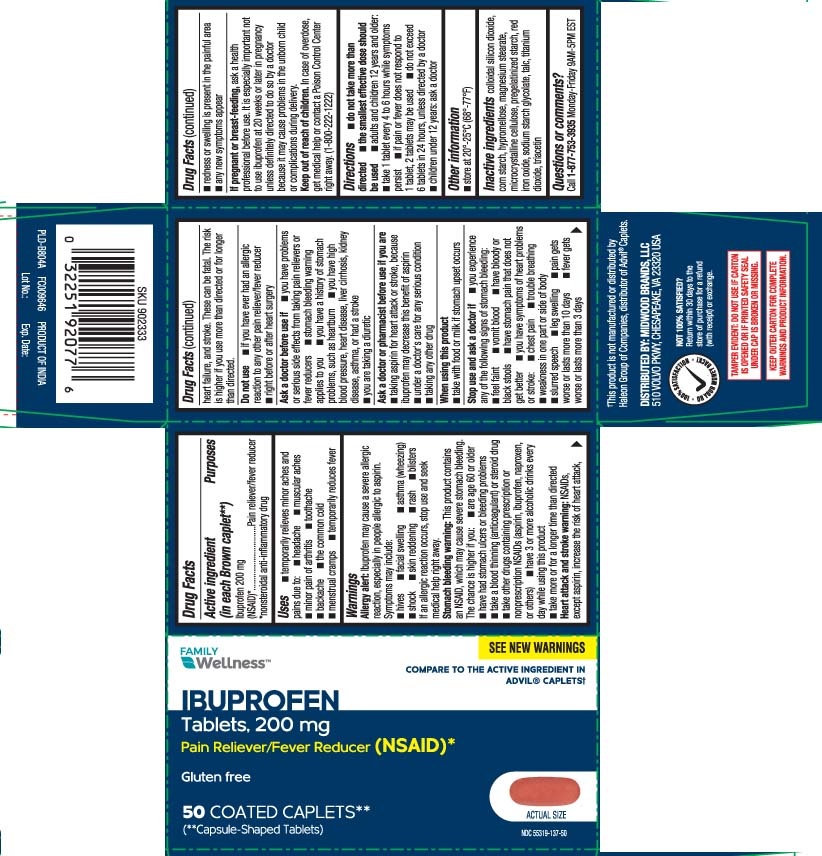 FAMILY
Wellness™
SEE NEW WARNINGS
COMPARE TO THE ACTIVE INGREDIENT IN
ADVIL® CAPLETS†
IBUPROFEN
Tablets, 200 mg
Pain Reliever/Fever Reducer (NSAID)*
Gluten free
50 COATED CAPLETS**
(**Capsule-Shaped Tablets)
ACTUAL SIZE
NDC 55319-137-50
Drug Facts
Active ingredient Purposes
(in each Brown caplet**)
Ibuprofen 200 mg
(NSAID)* ..........................Pain reliever/fever reducer
*nonsteroidal anti-inflammatory drug
Uses ■ temporarily relieves minor aches and
pains due to: ■ headache ■ muscular aches
■ minor pain of arthritis ■ toothache
■ backache ■ the common cold
■ menstrual cramps ■ temporarily reduces fever
Warnings
Allergy alert: Ibuprofen may cause a severe allergic
reaction, especially in people allergic to aspirin.
Symptoms may include:
■ hives ■ facial swelling ■ asthma (wheezing)
■ shock ■ skin reddening ■ rash ■ blisters
If an allergic reaction occurs, stop use and seek
medical help right away.
Stomach bleeding warning: This product contains
an NSAID, which may cause severe stomach bleeding.
The chance is higher if you: ■ are age 60 or older
■ have had stomach ulcers or bleeding problems
■ take a blood thinning (anticoagulant) or steroid drug
■ take other drugs containing prescription or
nonprescription NSAIDs (aspirin, ibuprofen, naproxen,
or others) ■ have 3 or more alcoholic drinks every
day while using this product
■ take more or for a longer time than directed
Heart attack and stroke warning: NSAIDs,
except aspirin, increase the risk of heart attack,
Drug Facts (continued)
heart failure, and stroke. These can be fatal. The risk
is higher if you use more than directed or for longer
than directed.
Do not use ■ if you have ever had an allergic
reaction to any other pain reliever/fever reducer
■ right before or after heart surgery
Ask a doctor before use if ■ you have problems
or serious side effects from taking pain relievers or
fever reducers ■ stomach bleeding warning
applies to you ■ you have a history of stomach
problems, such as heartburn ■ you have high
blood pressure, heart disease, liver cirrhosis, kidney
disease, asthma, or had a stroke
■ you are taking a diuretic
Ask a doctor or pharmacist before use if you are
■ taking aspirin for heart attack or stroke, because
ibuprofen may decrease this benefit of aspirin
■ under a doctor's care for any serious condition
■ taking any other drug
When using this product
■ take with food or milk if stomach upset occurs
Stop use and ask a doctor if ■ you experience
any of the following signs of stomach bleeding:
■ feel faint ■ vomit blood ■ have bloody or
black stools ■ have stomach pain that does not
get better ■ you have symptoms of heart problems
or stroke: ■ chest pain ■ trouble breathing
■ weakness in one part or side of body
■ slurred speech ■ leg swelling ■ pain gets
worse or lasts more than 10 days ■ fever gets
worse or lasts more than 3 days
Drug Facts (continued)
■ redness or swelling is present in the painful area
■ any new symptoms appear
If pregnant or breast-feeding, ask a health
professional before use. It is especially important not
to use ibuprofen at 20 weeks or later in pregnancy
unless definitely directed to do so by a doctor
because it may cause problems in the unborn child
or complications during delivery.
Keep out of reach of children. In case of overdose,
get medical help or contact a Poison Control Center
right away. (1-800-222-1222)
Directions ■ do not take more than
directed ■ the smallest effective dose should
be used ■ adults and children 12 years and older:
■ take 1 tablet every 4 to 6 hours while symptoms
persist ■ if pain or fever does not respond to
1 tablet, 2 tablets may be used ■ do not exceed
6 tablets in 24 hours, unless directed by a doctor
■ children under 12 years: ask a doctor
Other information
■ store at 20°-25°C (68°-77°F)
Inactive ingredients colloidal silicon dioxide,
corn starch, hypromellose, magnesium stearate,
microcrystalline cellulose, pregelatinized starch, red
iron oxide, sodium starch glycolate, talc, titanium
dioxide, triacetin
Questions or comments?
Call 1-877-753-3935 Monday-Friday 9AM-5PM EST
SKU 902333
0 32251 92077 6
PLD-B804A FC009646 PRODUCT OF INDIA
Lot No.: Exp. Date:
†This product is not manufactured or distributed by
Haleon Group of Companies, distributor of Advil® Caplets.
DISTRIBUTED BY: MIDWOOD BRANDS, LLC
510 VOLVO PKWY, CHESAPEAKE, VA 23320 USA
100% SATISFACTION
OR YOUR MONEY BACK!
NOT 100% SATISFIED?
Return within 30 days to the
store of purchase for a refund
(with receipt) or exchange.
TAMPER EVIDENT: DO NOT USE IF CARTON
IS OPENED OR IF PRINTED SAFETY SEAL
UNDER CAP IS BROKEN OR MISSING.
KEEP OUTER CARTON FOR COMPLETE
WARNINGS AND PRODUCT INFORMATION.